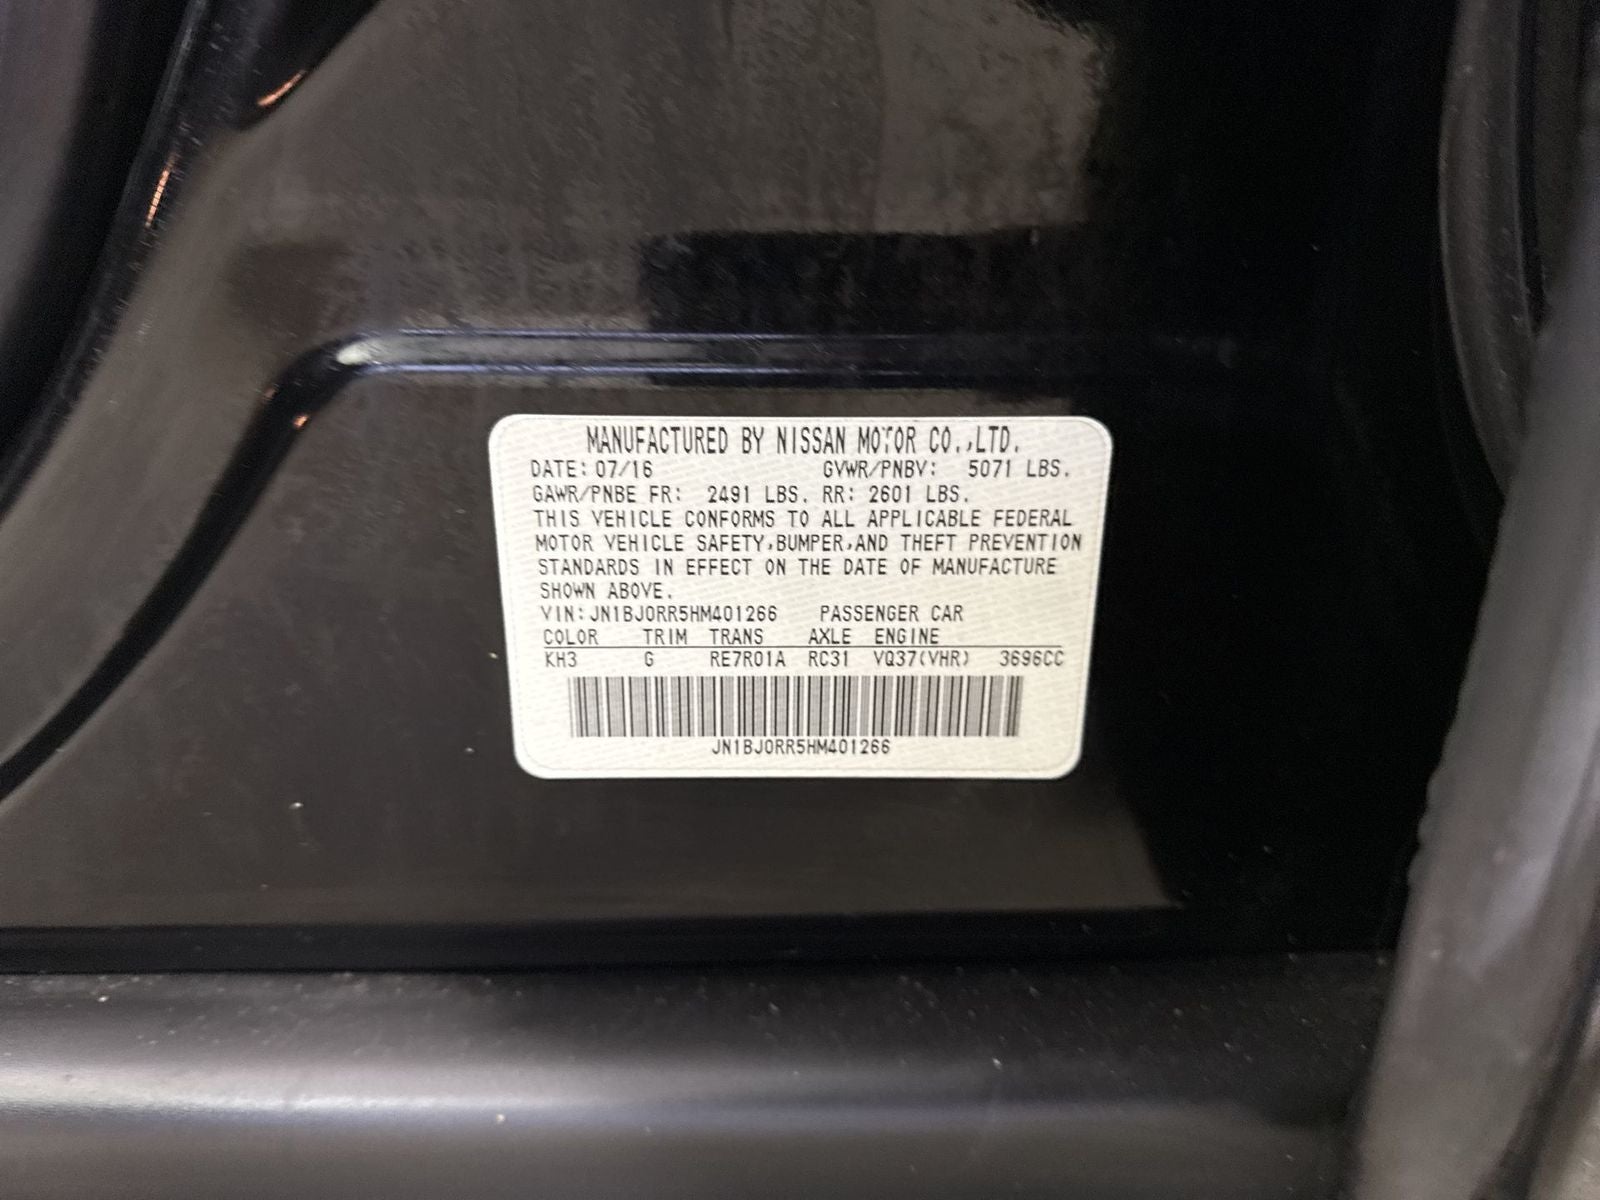 MANUFACTURED BY NISSAN MOTOR CO.,LTD.
DATE: 07/16 GVWR/PNBV: 5071 LBS.
GAWR/PNBE FR: 2491 LBS. RR: 2601 LBS.
THIS VEHICLE CONFORMS TO ALL APPLICABLE FEDERAL
MOTOR VEHICLE SAFETY,BUMPER,AND THEFT PREVENTION
STANDARDS IN EFFECT ON THE DATE OF MANUFACTURE
SHOWN ABOVE.
VIN:JN1BJ0RR5HM401266 PASSENGER CAR
COLOR TRIM TRANS AXLE ENGINE
KH3 G RE7R01A RC31 VQ37(VHR) 3696CC
JN1BJ0RR5HM401266